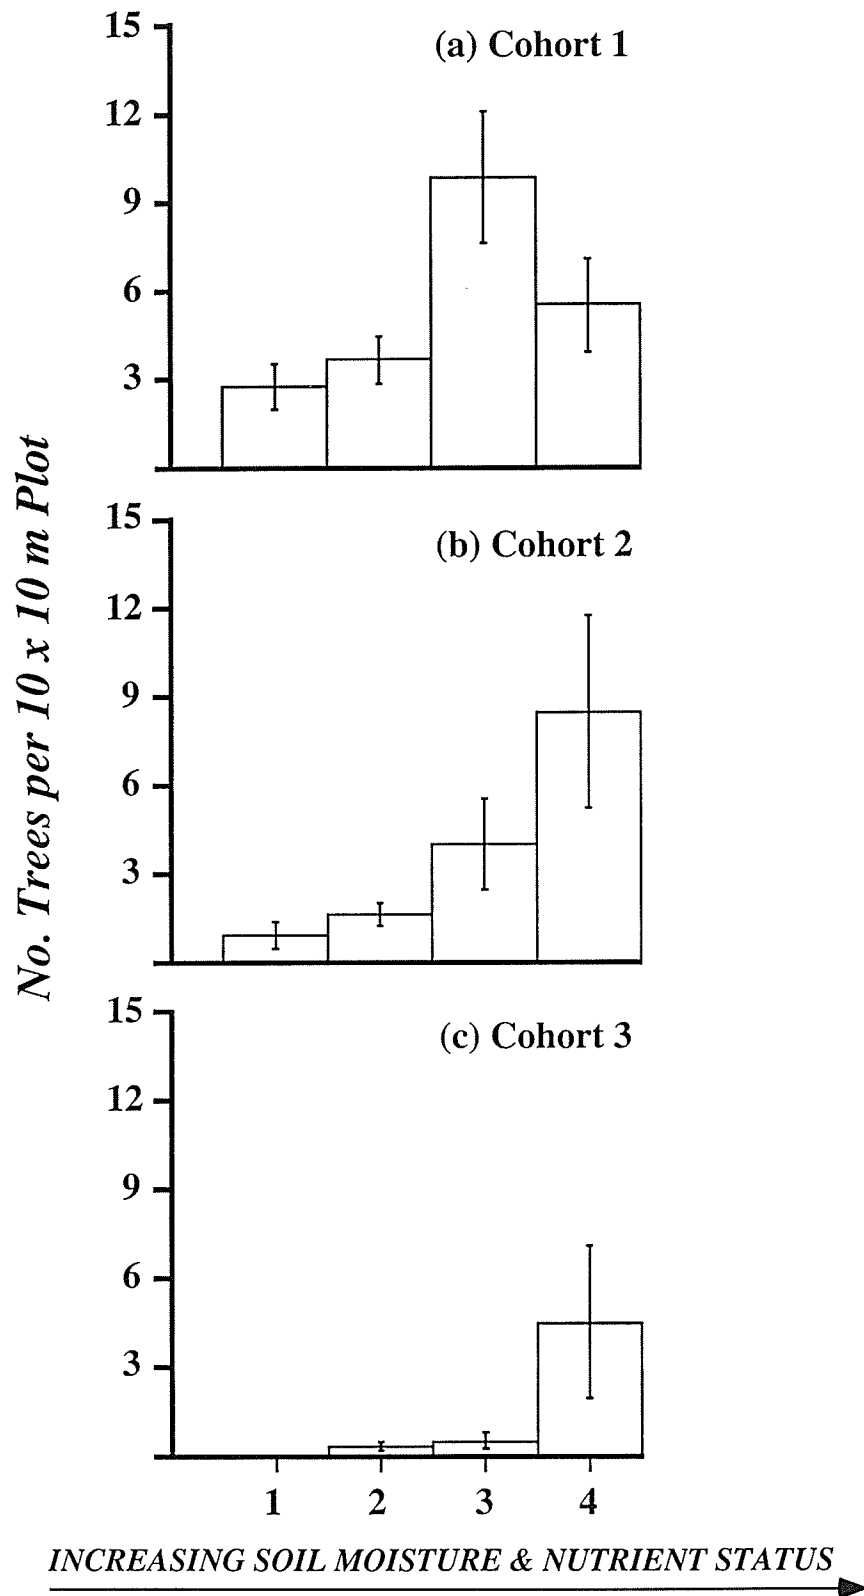 No. Trees per 10 x 10 m Plot
(a) Cohort 1
15
12
9
6
3
(b) Cohort 2
15
12
9
6
3
(c) Cohort 3
15
12
9
6
3
1 2 3 4
INCREASING SOIL MOISTURE & NUTRIENT STATUS